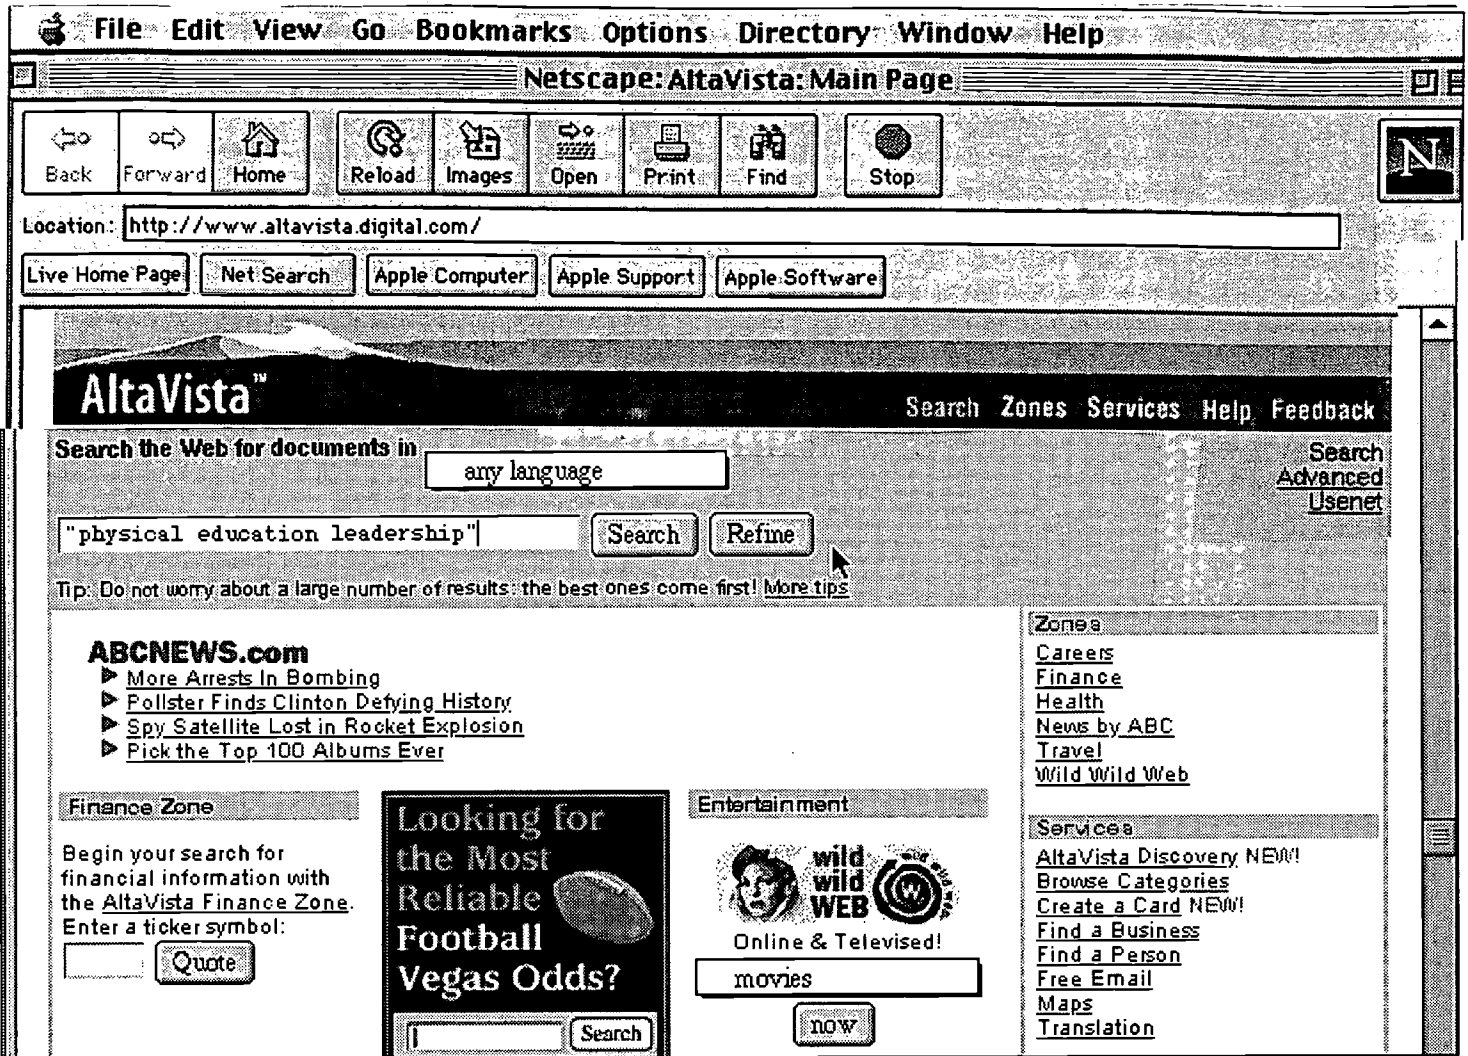 File Edit View Go Bookmarks Options Directory Window Help
Netscape: AltaVista: Main Page
Back Forward Home Reload Images Open Print Find Stop
N
Location: http://www.altavista.digital.com/
Live Home Page Net Search Apple Computer Apple Support Apple Software
AltaVista™
Search Zones Services Help Feedback
Search the Web for documents in any language
Search
Advanced
Usenet
"physical education leadership" Search Refine
Tip: Do not worry about a large number of results: the best ones come first! More tips
ABCNEWS.com
More Arrests In Bombing
Pollster Finds Clinton Defying History
Spy Satellite Lost in Rocket Explosion
Pick the Top 100 Albums Ever
Finance Zone
Begin your search for
financial information with
the AltaVista Finance Zone.
Enter a ticker symbol:
Quote
Looking for
the Most
Reliable
Football
Vegas Odds?
Search
Entertainment
wild
wild
WEB
W
Online & Televised!
movies
now
Zones
Careers
Finance
Health
News by ABC
Travel
Wild Wild Web
Services
AltaVista Discovery NEW!
Browse Categories
Create a Card NEW!
Find a Business
Find a Person
Free Email
Maps
Translation